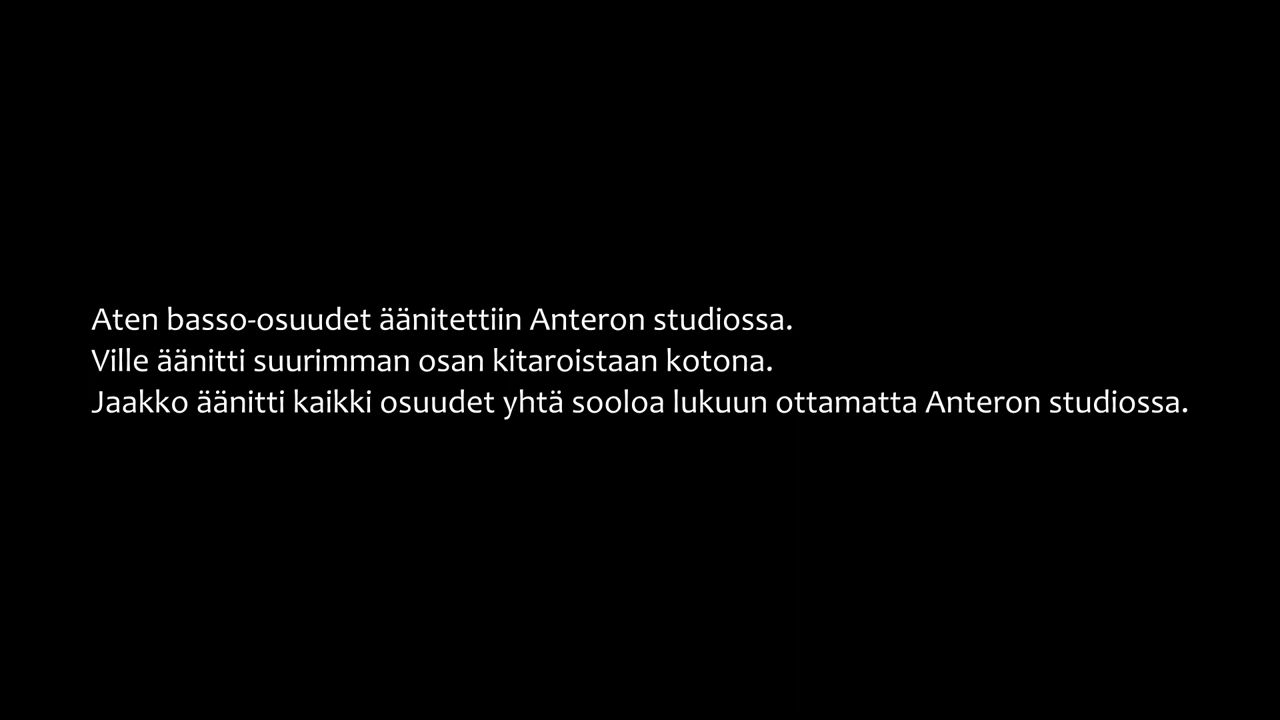 Aten basso-osuudet äänitettiin Anteron studiossa.
Ville äänitti suurimman osan kitaroistaan kotona.
Jaakko äänitti kaikki osuudet yhtä sooloa lukuun ottamatta Anteron studiossa.